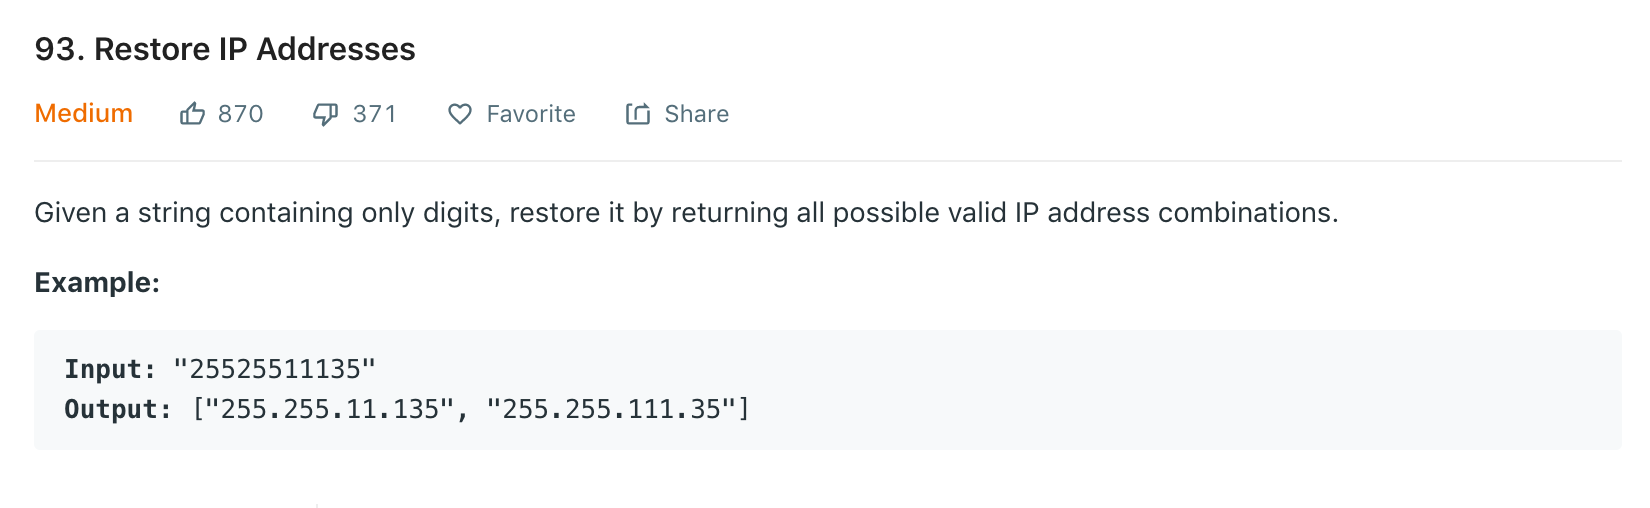 93. Restore IP Addresses
Medium 870 371 Favorite Share
Given a string containing only digits, restore it by returning all possible valid IP address combinations.
Example:
Input: "25525511135"
Output: ["255.255.11.135", "255.255.111.35"]